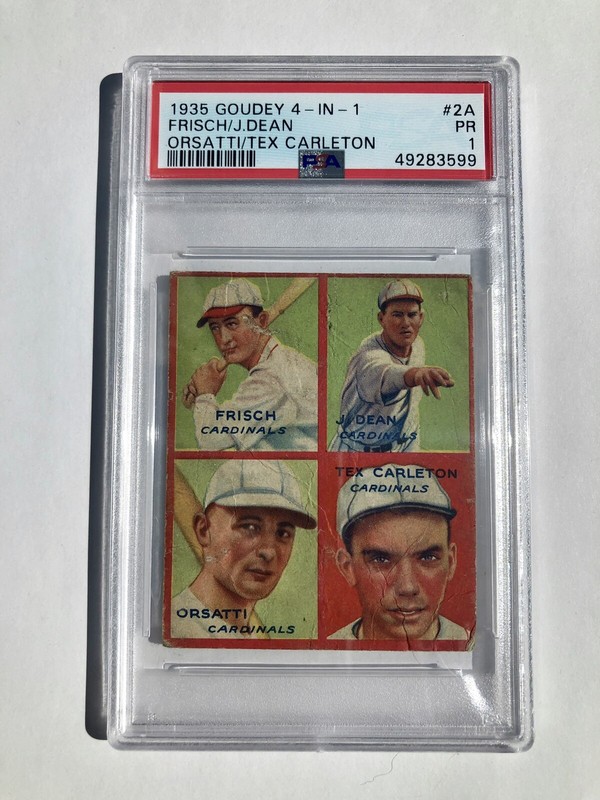 1935 GOUDEY 4-IN-1 #2A
FRISCH/J.DEAN PR
ORSATTI/TEX CARLETON 1
PSA 49283599
FRISCH
CARDINALS
J. DEAN
CARDINALS
TEX CARLETON
CARDINALS
ORSATTI
CARDINALS